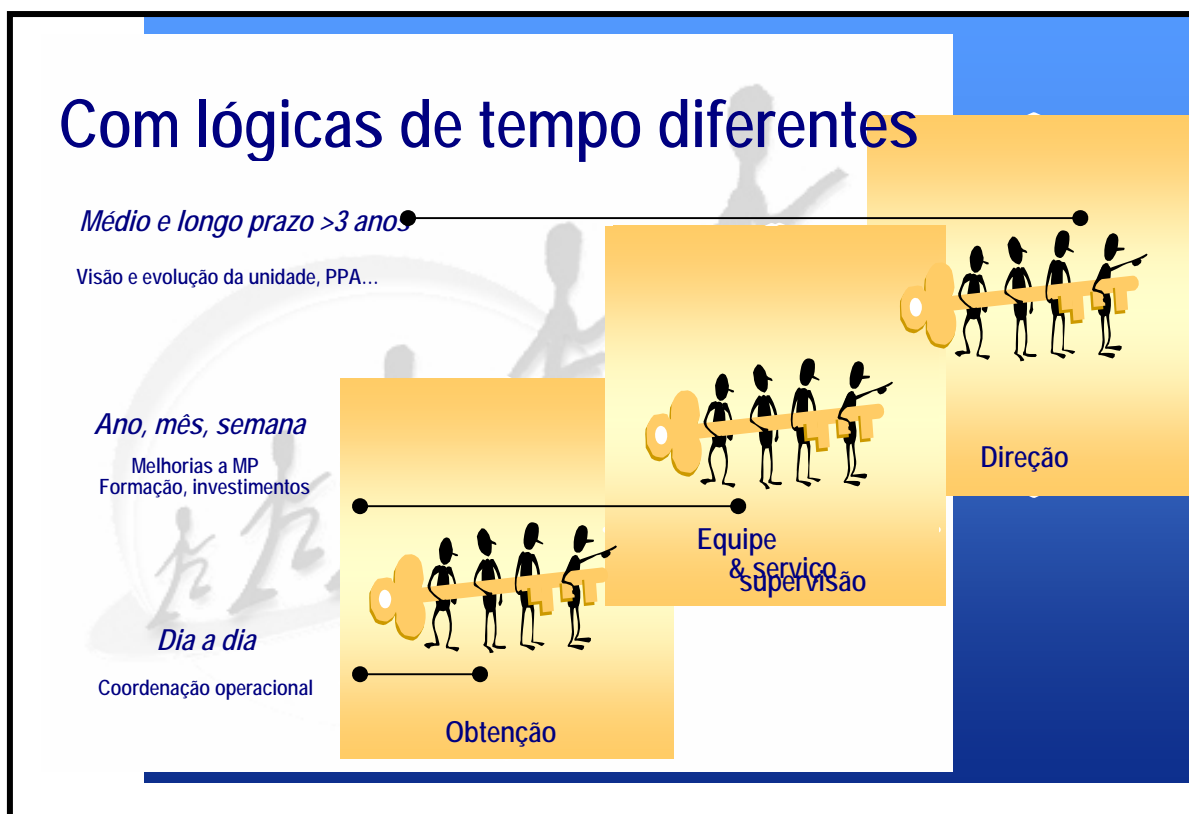 Com lógicas de tempo diferentes
Médio e longo prazo >3 anos
Visão e evolução da unidade, PPA...
Ano, mês, semana
Melhorias a MP
Formação, investimentos
Direção
Equipe
& serviço
supervisão
Dia a dia
Coordenação operacional
Obtenção